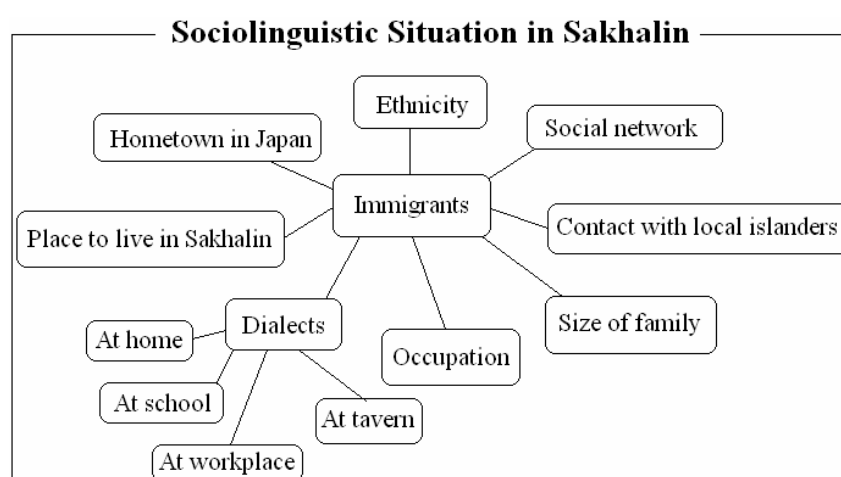 Sociolinguistic Situation in Sakhalin
Ethnicity
Social network
Hometown in Japan
Immigrants
Contact with local islanders
Place to live in Sakhalin
Size of family
Dialects
At home
Occupation
At school
At tavern
At workplace